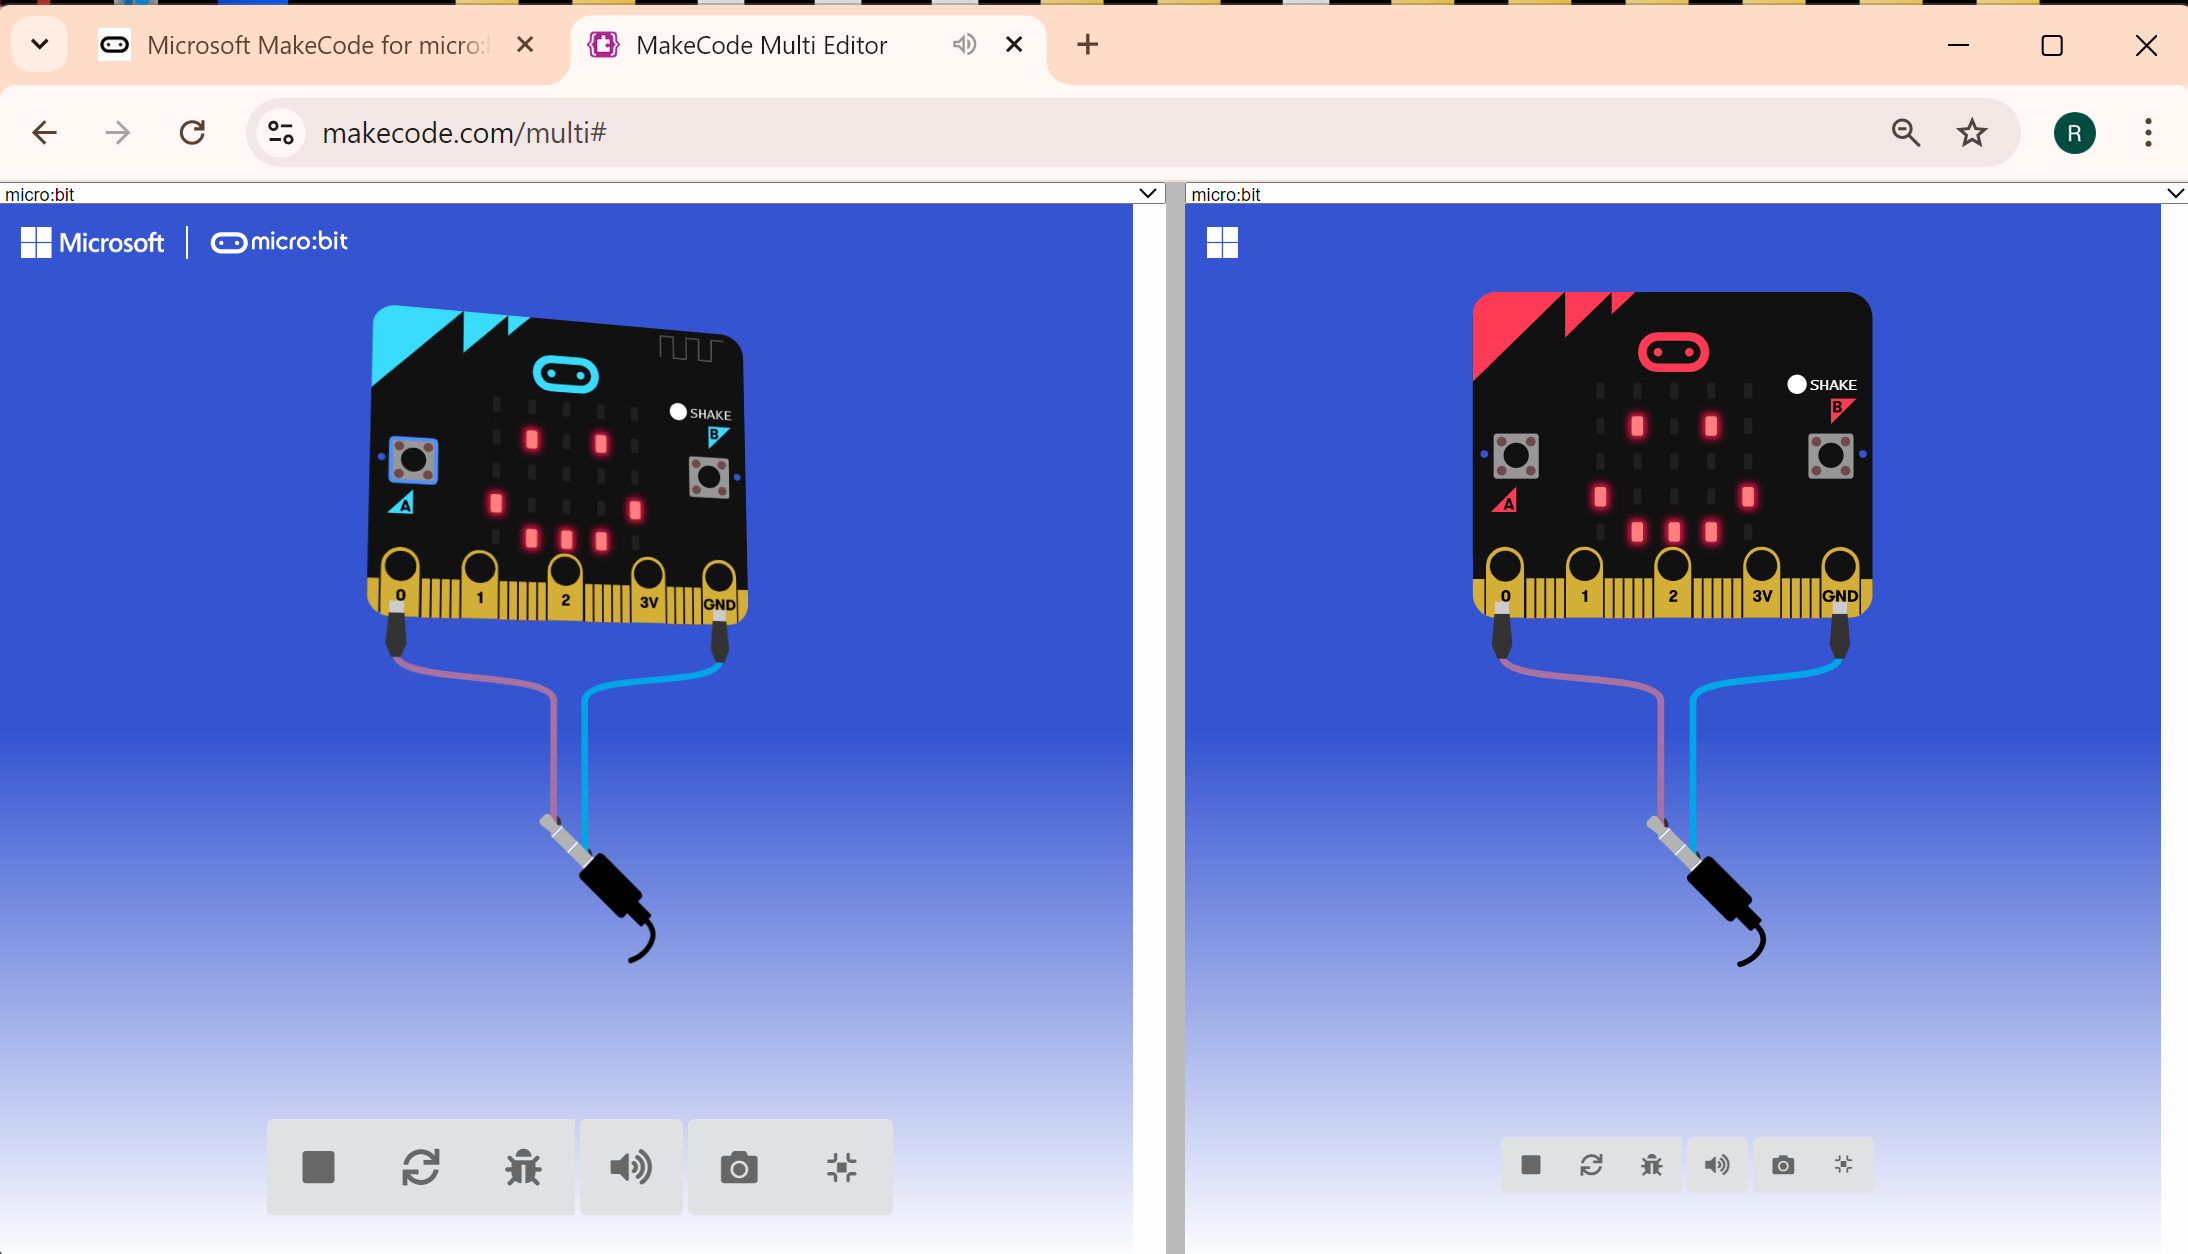 Microsoft MakeCode for micro:
MakeCode Multi Editor
makecode.com/multi#
R
micro:bit
micro:bit
Microsoft
micro:bit
SHAKE
B
A
0
1
2
3V
GND
SHAKE
B
A
0
1
2
3V
GND